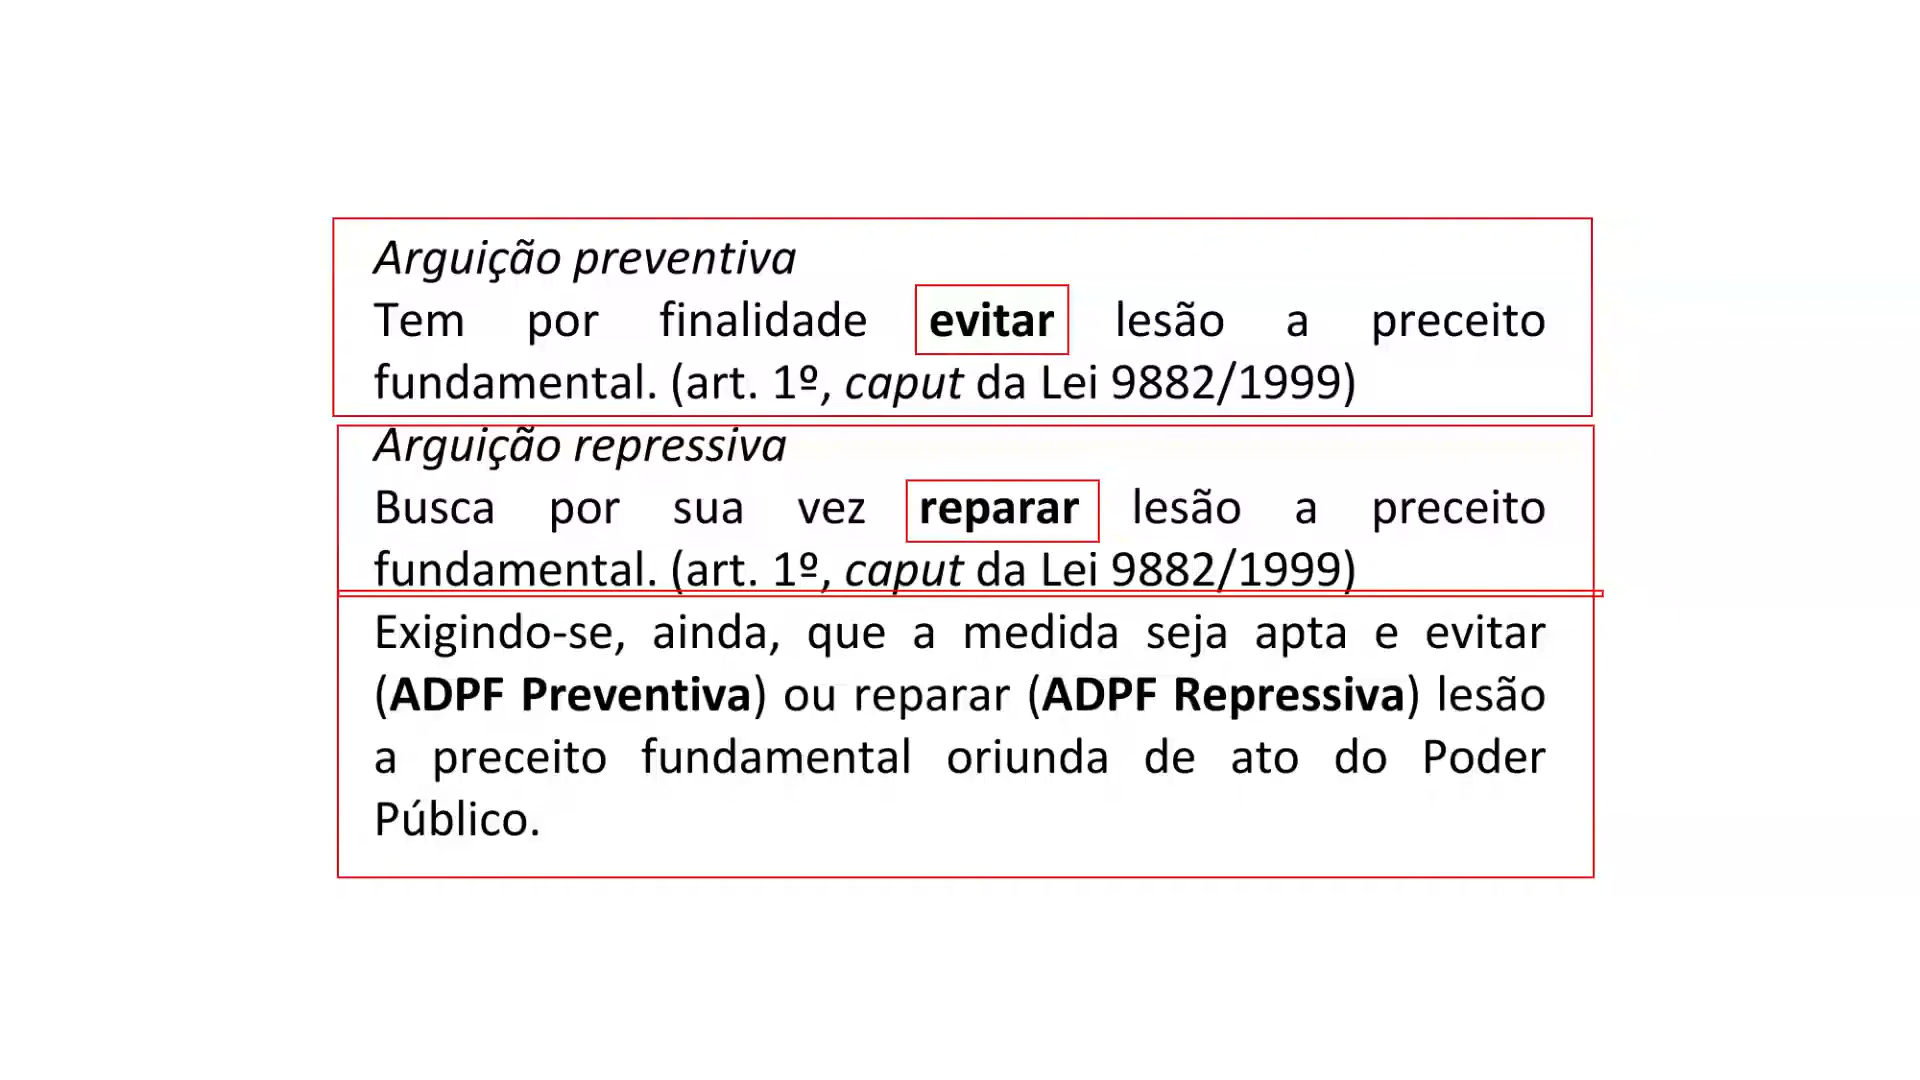 Arguição preventiva
Tem por finalidade evitar lesão a preceito
fundamental. (art. 1º, caput da Lei 9882/1999)
Arguição repressiva
Busca por sua vez reparar lesão a preceito
fundamental. (art. 1º, caput da Lei 9882/1999)
Exigindo-se, ainda, que a medida seja apta e evitar
(ADPF Preventiva) ou reparar (ADPF Repressiva) lesão
a preceito fundamental oriunda de ato do Poder
Público.